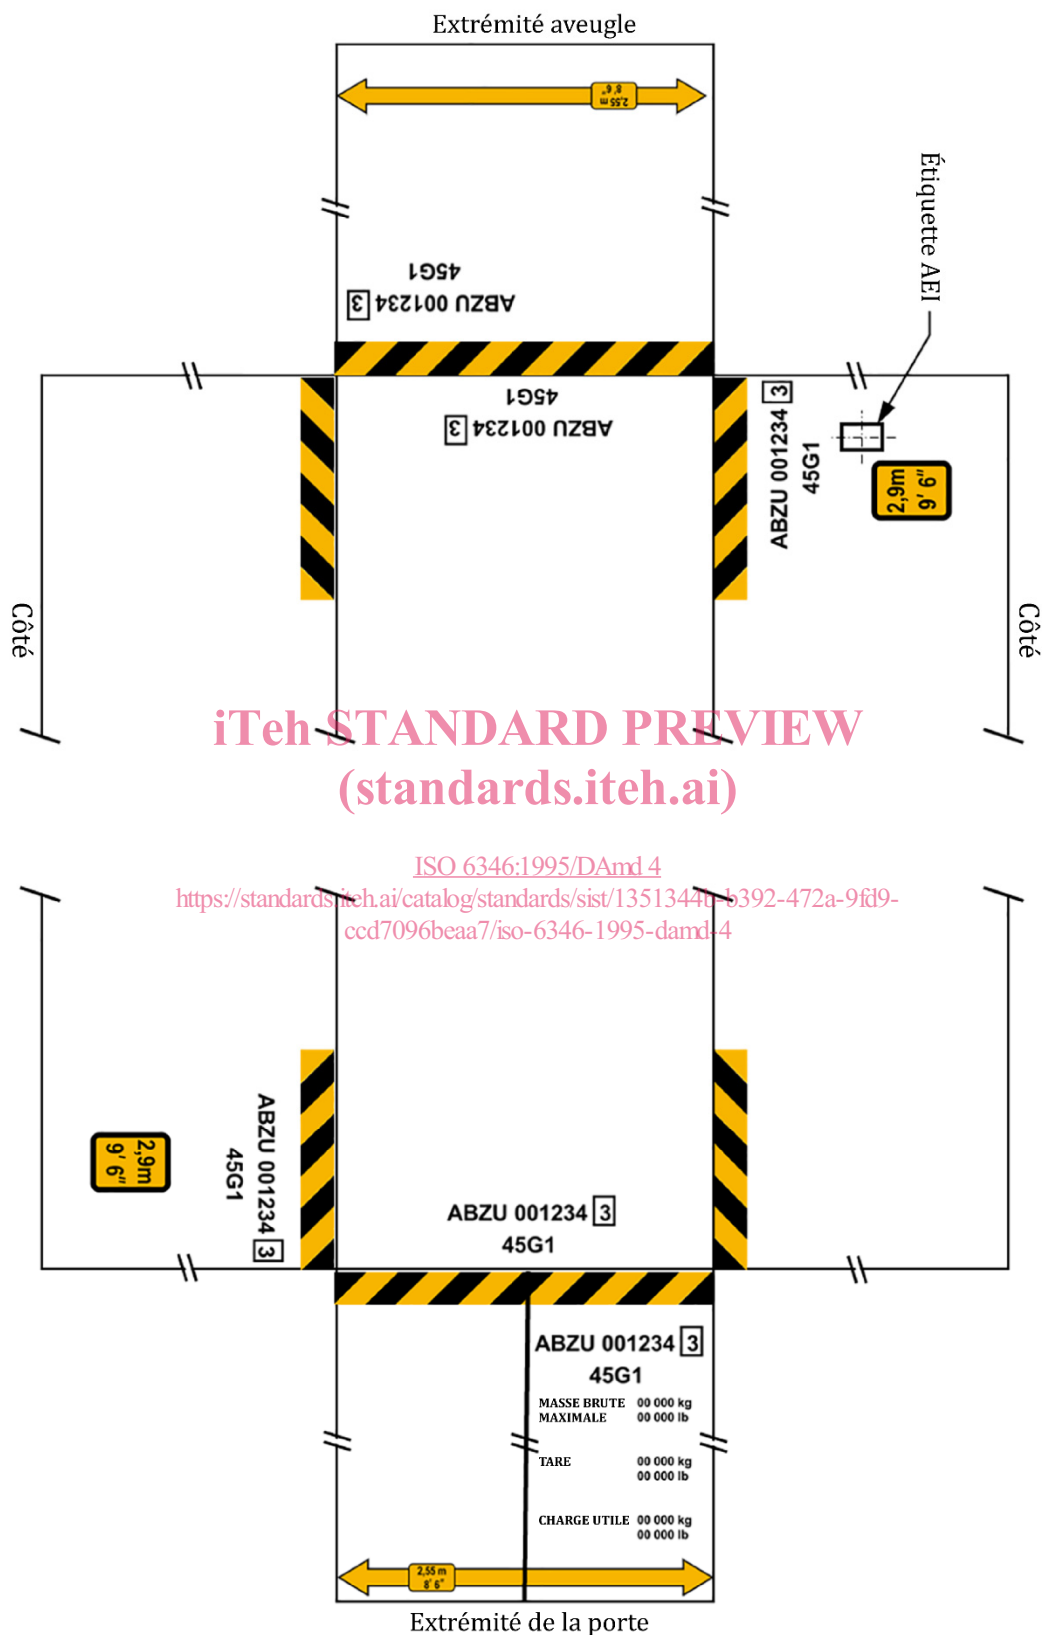 Extrémité aveugle
2,55 m
8' 6"
Étiquette AEI
45G1
ABZU 001234 3
45G1
ABZU 001234 3
ABZU 001234 3
45G1
2,9m
9' 6"
Côté
Côté
iTeh STANDARD PREVIEW
(standards.iteh.ai)
ISO 6346:1995/DAmd 4
https://standards.iteh.ai/catalog/standards/sist/1351344b-b392-472a-9fd9-
ccd7096beaa7/iso-6346-1995-damd-4
2,9m
9' 6"
ABZU 001234 3
45G1
ABZU 001234 3
45G1
ABZU 001234 3
45G1
MASSE BRUTE 00 000 kg
MAXIMALE 00 000 lb
TARE 00 000 kg
00 000 lb
CHARGE UTILE 00 000 kg
00 000 lb
2,55 m
8' 6"
Extrémité de la porte